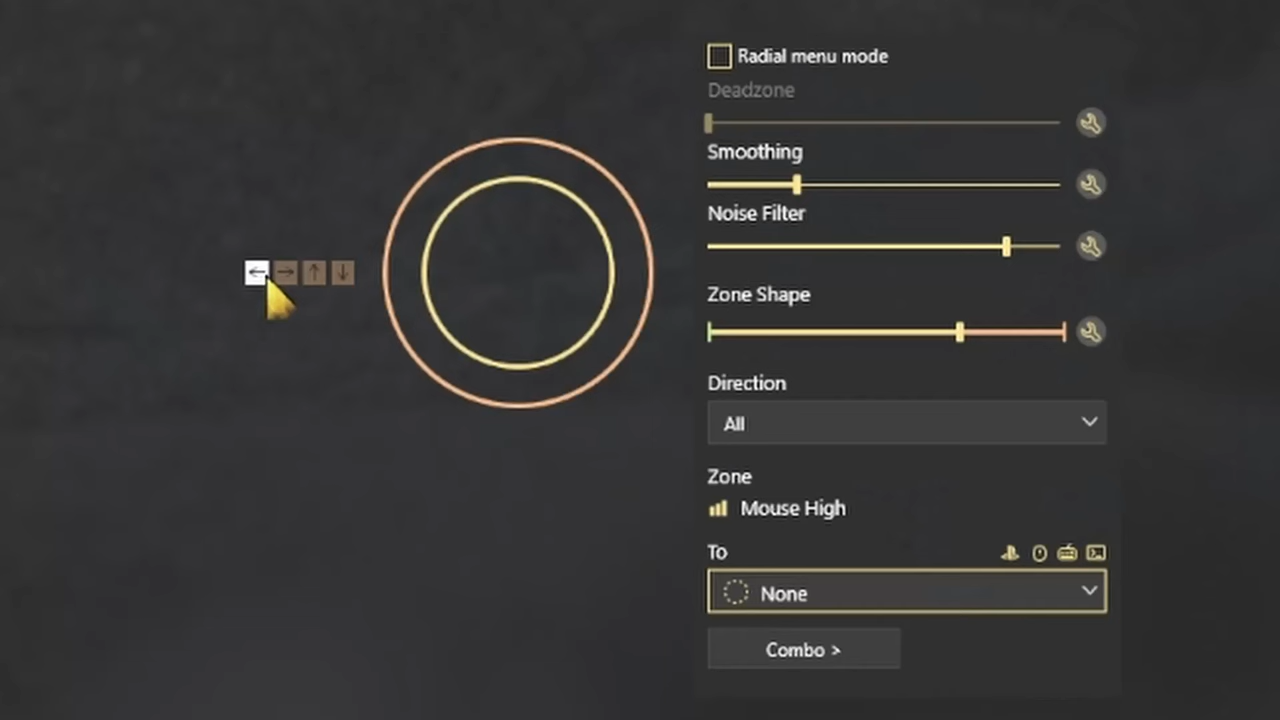 Radial menu mode
Deadzone
Smoothing
Noise Filter
Zone Shape
Direction
All
Zone
Mouse High
To
None
Combo >